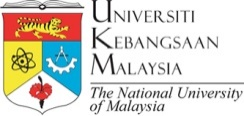 UNIVERSITI
KEBANGSAAN
MALAYSIA
The National University
of Malaysia